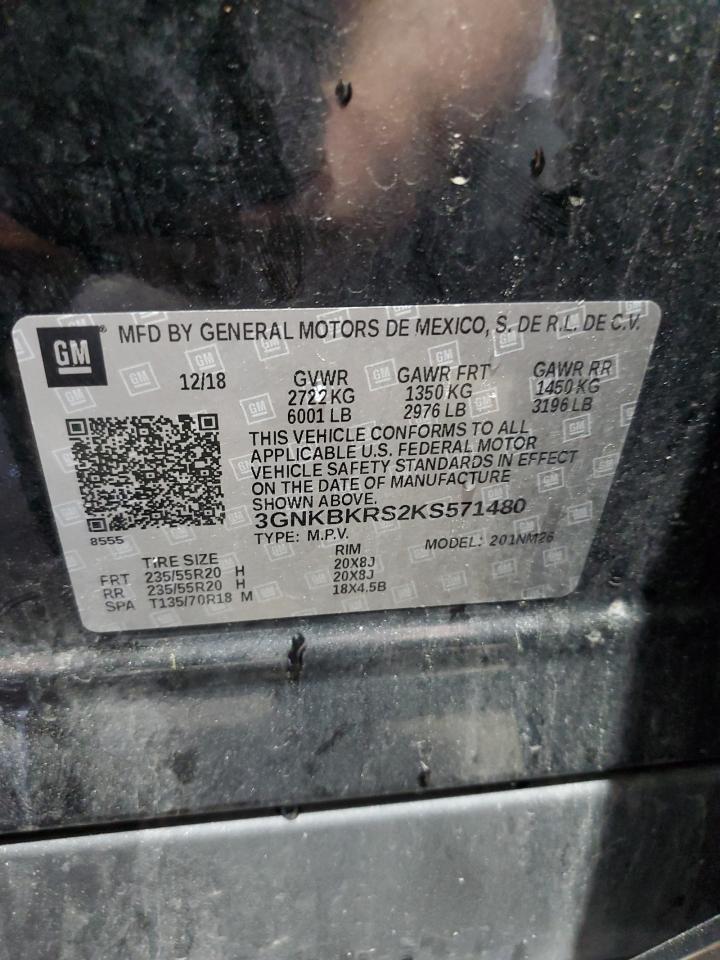 GM® MFD BY GENERAL MOTORS DE MEXICO, S. DE R.L. DE C.V.
12/18 GVWR GAWR FRT GAWR RR
2722 KG 1350 KG 1450 KG
6001 LB 2976 LB 3196 LB
THIS VEHICLE CONFORMS TO ALL
APPLICABLE U.S. FEDERAL MOTOR
VEHICLE SAFETY STANDARDS IN EFFECT
ON THE DATE OF MANUFACTURE
SHOWN ABOVE.
3GNKBKRS2KS571480
8555 TYPE: M.P.V. MODEL: 201NM26
TIRE SIZE RIM
FRT 235/55R20 H 20X8J
RR 235/55R20 H 20X8J
SPA T135/70R18 M 18X4.5B